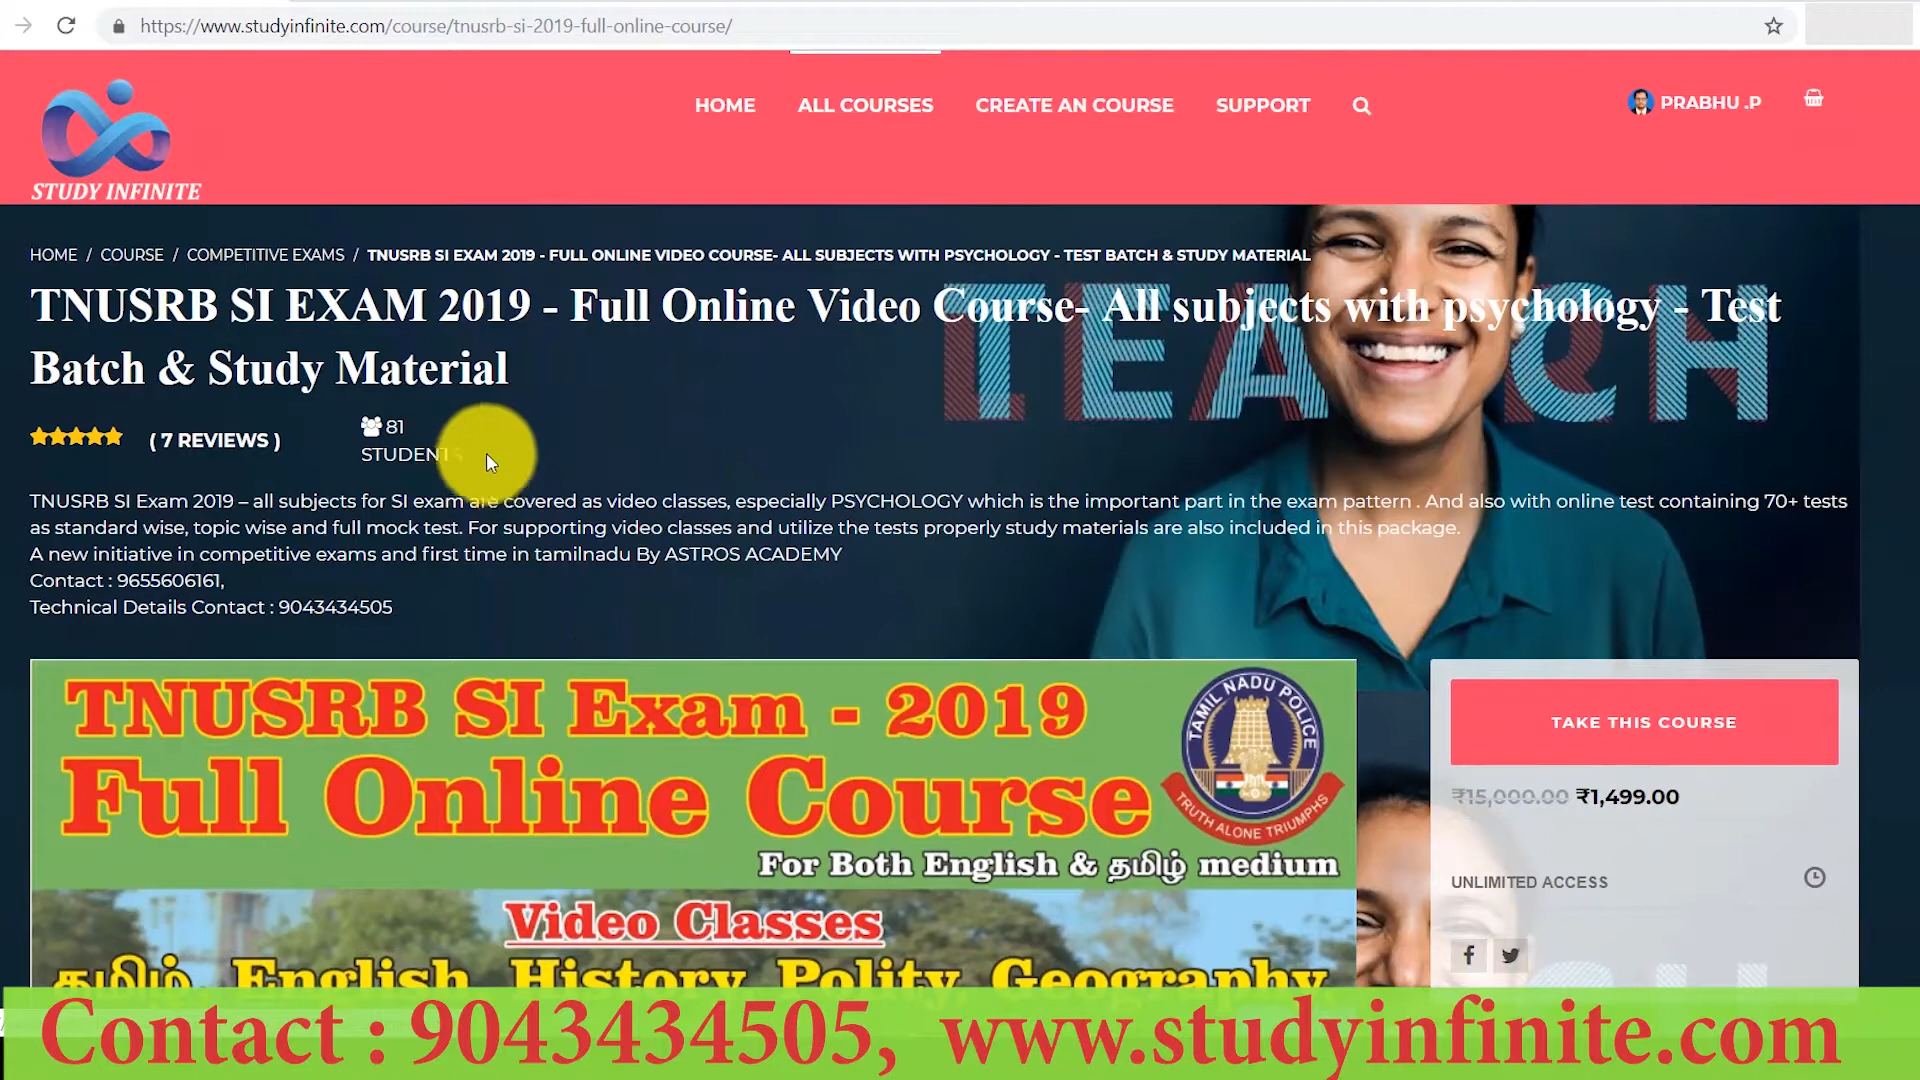 https://www.studyinfinite.com/course/tnusrb-si-2019-full-online-course/
HOME
ALL COURSES
CREATE AN COURSE
SUPPORT
PRABHU .P
STUDY INFINITE
HOME / COURSE / COMPETITIVE EXAMS / TNUSRB SI EXAM 2019 - FULL ONLINE VIDEO COURSE- ALL SUBJECTS WITH PSYCHOLOGY - TEST BATCH & STUDY MATERIAL
TEACH
TNUSRB SI EXAM 2019 - Full Online Video Course- All subjects with psychology - Test
Batch & Study Material
( 7 REVIEWS )
81
STUDENTS
TNUSRB SI Exam 2019 – all subjects for SI exam are covered as video classes, especially PSYCHOLOGY which is the important part in the exam pattern . And also with online test containing 70+ tests
as standard wise, topic wise and full mock test. For supporting video classes and utilize the tests properly study materials are also included in this package.
A new initiative in competitive exams and first time in tamilnadu By ASTROS ACADEMY
Contact : 9655606161,
Technical Details Contact : 9043434505
TNUSRB SI Exam - 2019
Full Online Course
TAMIL NADU POLICE
TRUTH ALONE TRIUMPHS
For Both English & தமிழ் medium
Video Classes
தமிழ், English, History, Polity, Geography,
TAKE THIS COURSE
₹15,000.00 ₹1,499.00
UNLIMITED ACCESS
Contact : 9043434505, www.studyinfinite.com